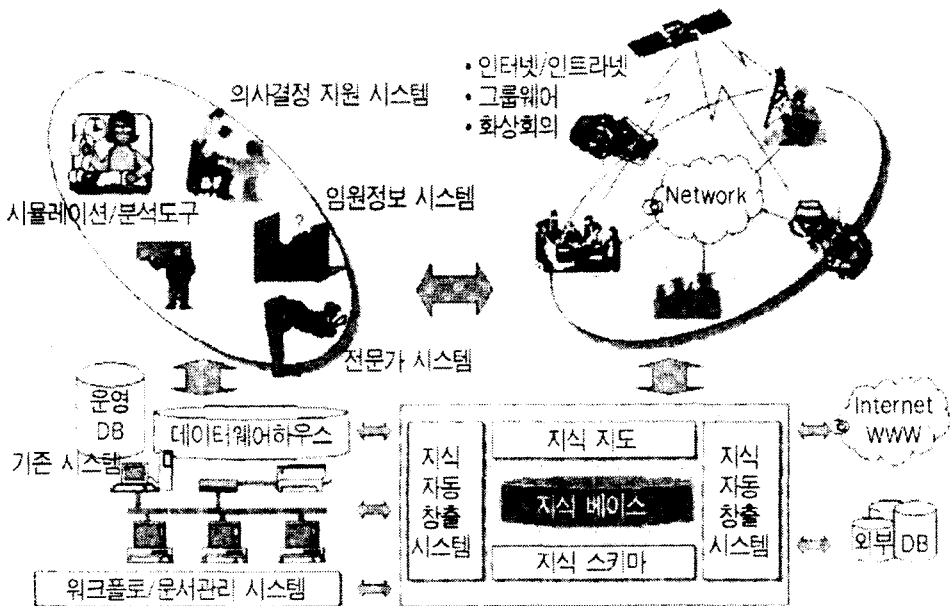 의사결정 지원 시스템
• 인터넷/인트라넷
• 그룹웨어
• 화상회의
시뮬레이션/분석도구
임원정보 시스템
Network
전문가 시스템
운영
DB
데이터웨어하우스
기존 시스템
지식
자동
창출
시스템
지식 지도
지식 베이스
지식 스키마
지식
자동
창출
시스템
Internet
WWW
외부 DB
워크플로/문서관리 시스템